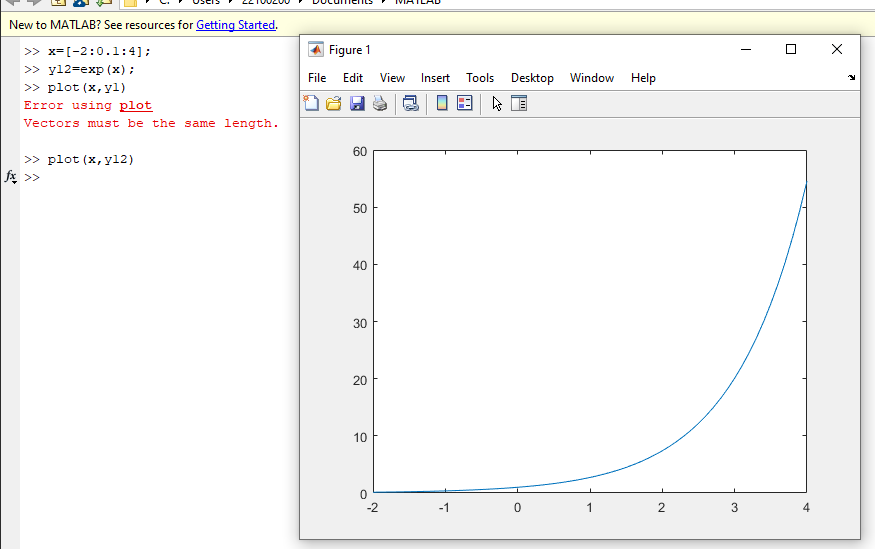 C: Users 22100200 Documents MATLAB
New to MATLAB? See resources for Getting Started.
>> x=[-2:0.1:4];
>> y12=exp(x);
>> plot(x,y1)
Error using plot
Vectors must be the same length.
>> plot(x,y12)
fx >>
Figure 1
File Edit View Insert Tools Desktop Window Help
60
50
40
30
20
10
0
-2 -1 0 1 2 3 4